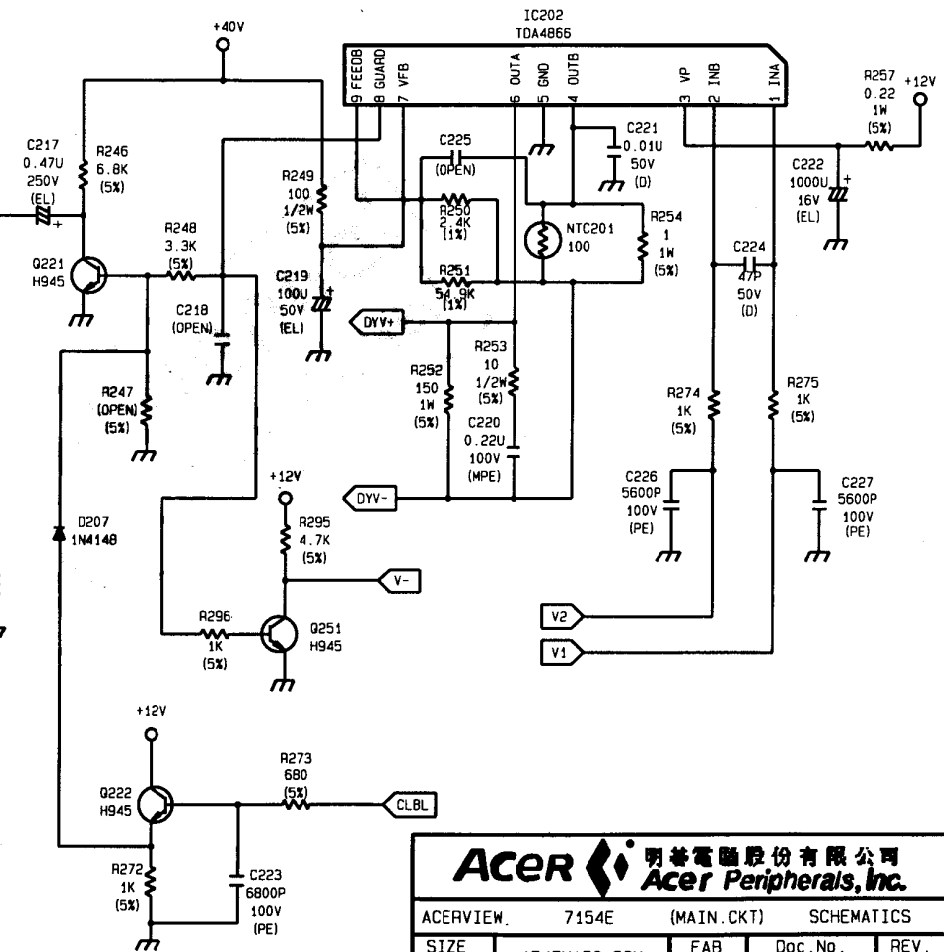 IC202
TDA4866
9 FEEDB
8 GUARD
7 VFB
6 OUTA
5 GND
4 OUTB
3 VP
2 INB
1 INA
+40V
R257
0.22
1W
(5%)
+12V
C217
0.47U
250V
(EL)
R246
6.8K
(5%)
C225
(OPEN)
C221
0.01U
50V
(D)
C222
1000U
16V
(EL)
R249
100
1/2W
(5%)
R250
2.4K
(1%)
NTC201
100
R254
1
1W
(5%)
R248
3.3K
(5%)
Q221
H945
C224
47P
50V
(D)
R251
54.9K
(1%)
C219
100U
50V
(EL)
C218
(OPEN)
DYV+
R247
(OPEN)
(5%)
R252
150
1W
(5%)
R253
10
1/2W
(5%)
C220
0.22U
100V
(MPE)
R274
1K
(5%)
R275
1K
(5%)
DYV-
C226
5600P
100V
(PE)
C227
5600P
100V
(PE)
+12V
R295
4.7K
(5%)
D207
1N4148
V-
R296
1K
(5%)
Q251
H945
V2
V1
+12V
R273
680
(5%)
Q222
H945
CLBL
R272
1K
(5%)
C223
6800P
100V
(PE)
Acer 明碁電腦股份有限公司
Acer Peripherals, Inc.
ACERVIEW. 7154E (MAIN.CKT) SCHEMATICS
SIZE FAB Doc.No. REV.